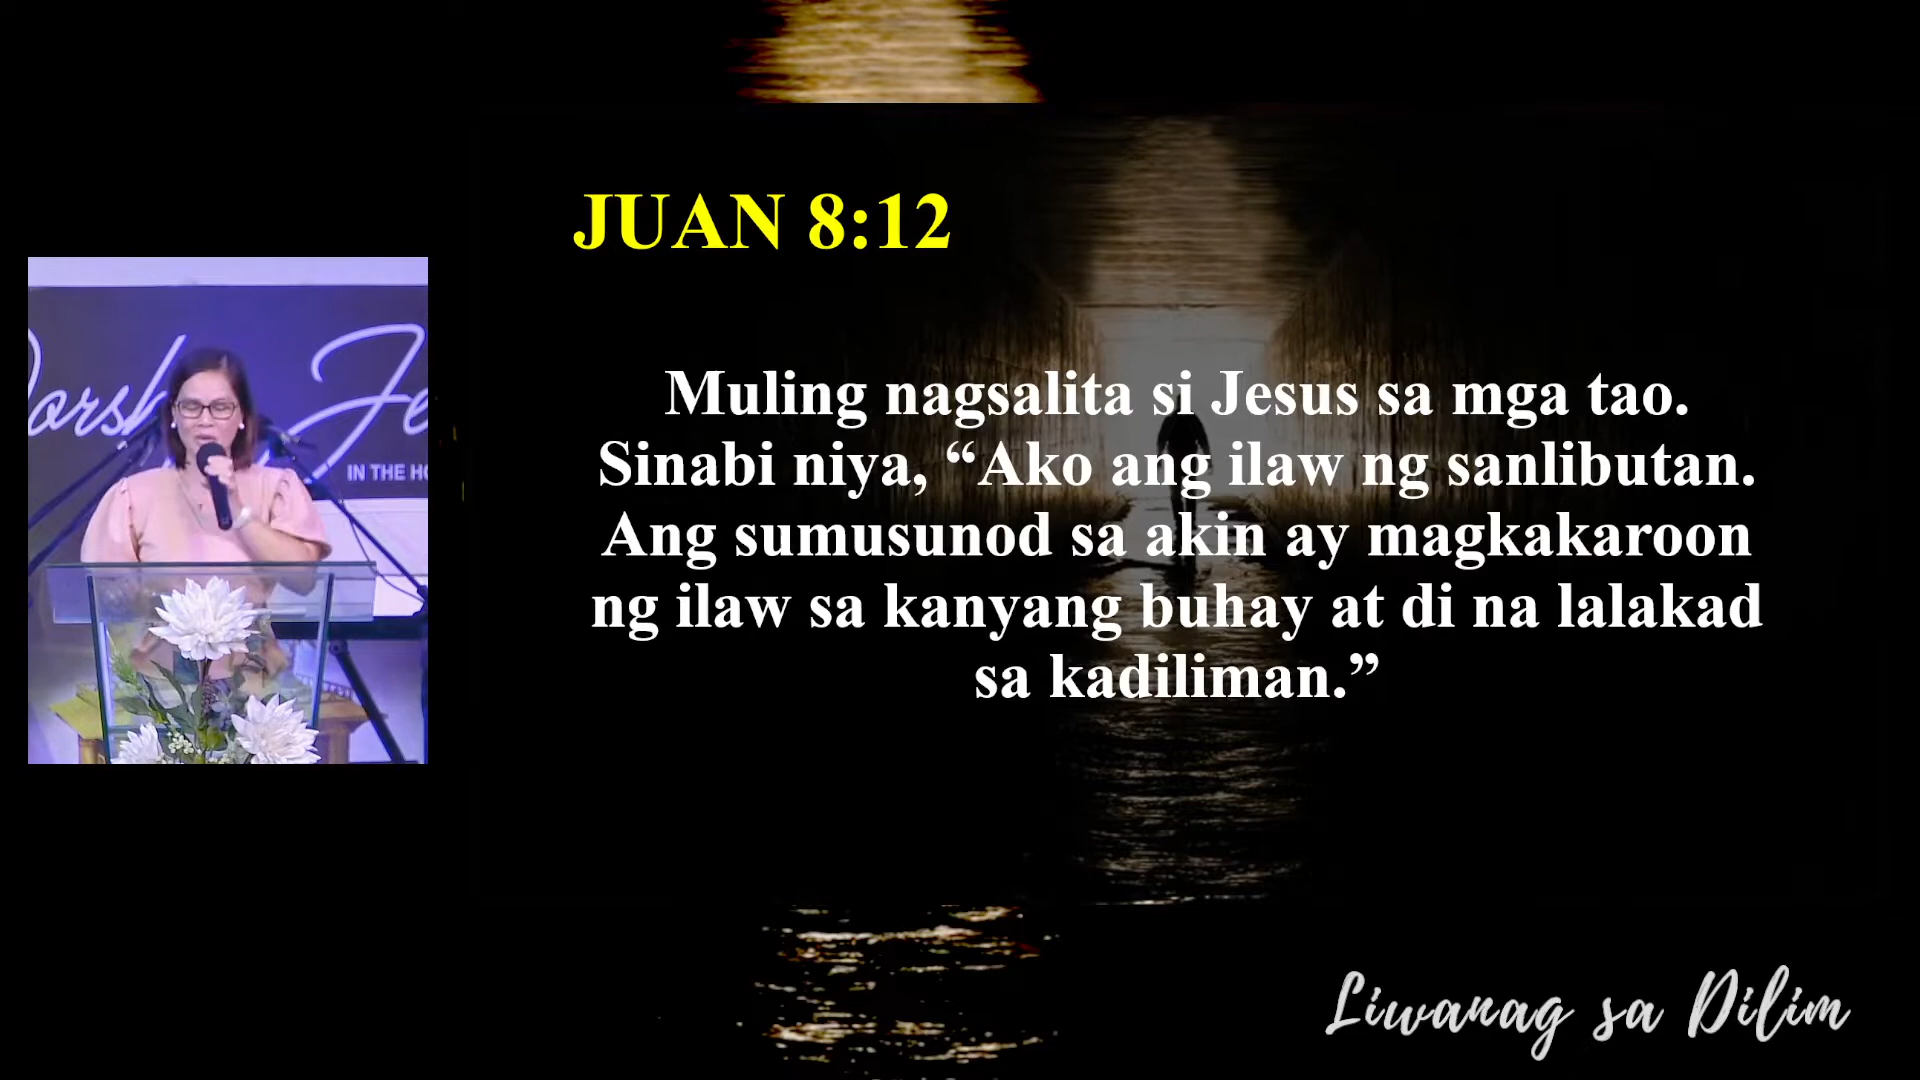 JUAN 8:12
Muling nagsalita si Jesus sa mga tao.
Sinabi niya, “Ako ang ilaw ng sanlibutan.
Ang sumusunod sa akin ay magkakaroon
ng ilaw sa kanyang buhay at di na lalakad
sa kadiliman.”
IN THE
Liwanag sa Dilim